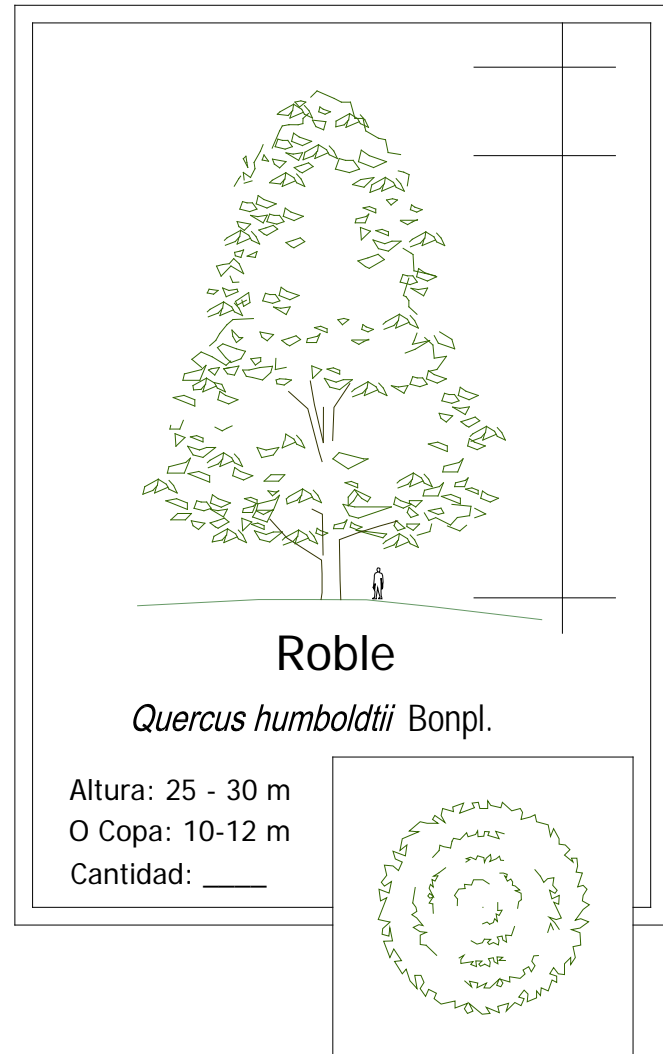 Roble
Quercus humboldtii Bonpl.
Altura: 25 - 30 m
O Copa: 10-12 m
Cantidad: ____